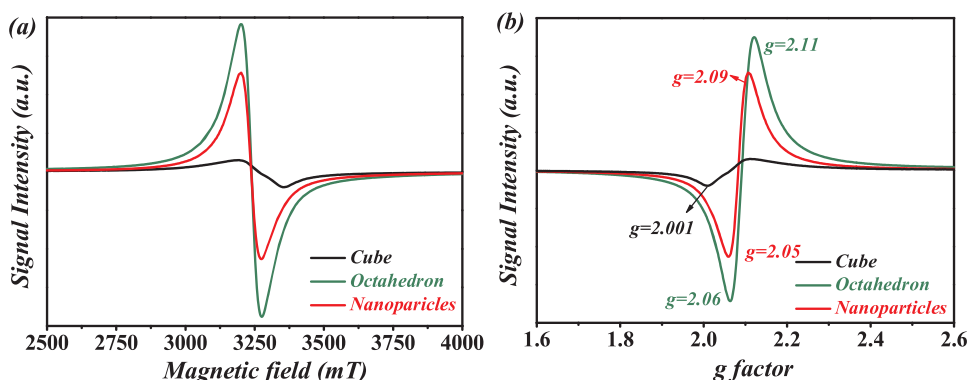 (a)
Signal Intensity (a.u.)
Cube
Octahedron
Nanoparicles
2500 2750 3000 3250 3500 3750 4000
Magnetic field (mT)
(b)
Signal Intensity (a.u.)
g=2.11
g=2.09
g=2.001
g=2.05
g=2.06
Cube
Octahedron
Nanoparticles
1.6 1.8 2.0 2.2 2.4 2.6
g factor